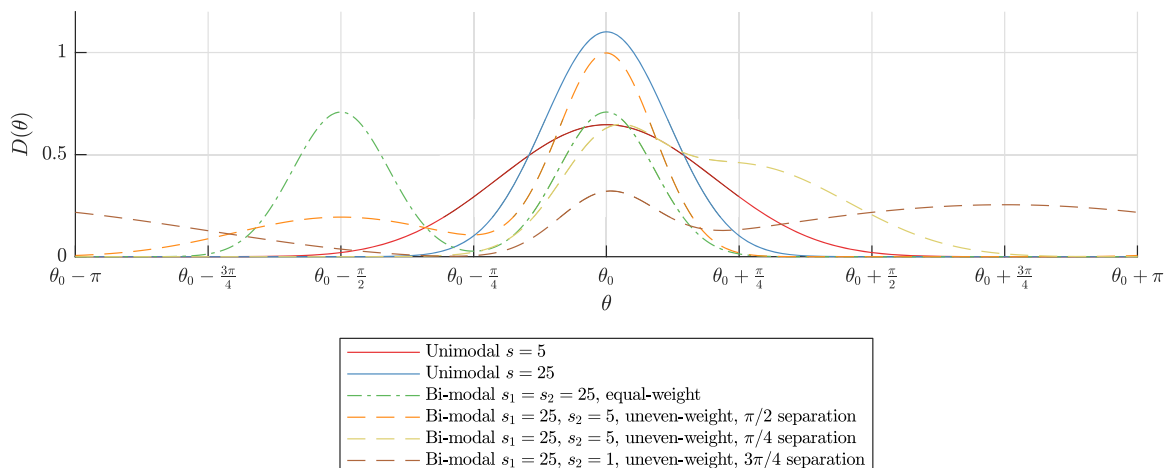 1
0.5
0
D(θ)
θ₀ − π
θ₀ − 3π/4
θ₀ − π/2
θ₀ − π/4
θ₀
θ₀ + π/4
θ₀ + π/2
θ₀ + 3π/4
θ₀ + π
θ
Unimodal s = 5
Unimodal s = 25
Bi-modal s₁ = s₂ = 25, equal-weight
Bi-modal s₁ = 25, s₂ = 5, uneven-weight, π/2 separation
Bi-modal s₁ = 25, s₂ = 5, uneven-weight, π/4 separation
Bi-modal s₁ = 25, s₂ = 1, uneven-weight, 3π/4 separation